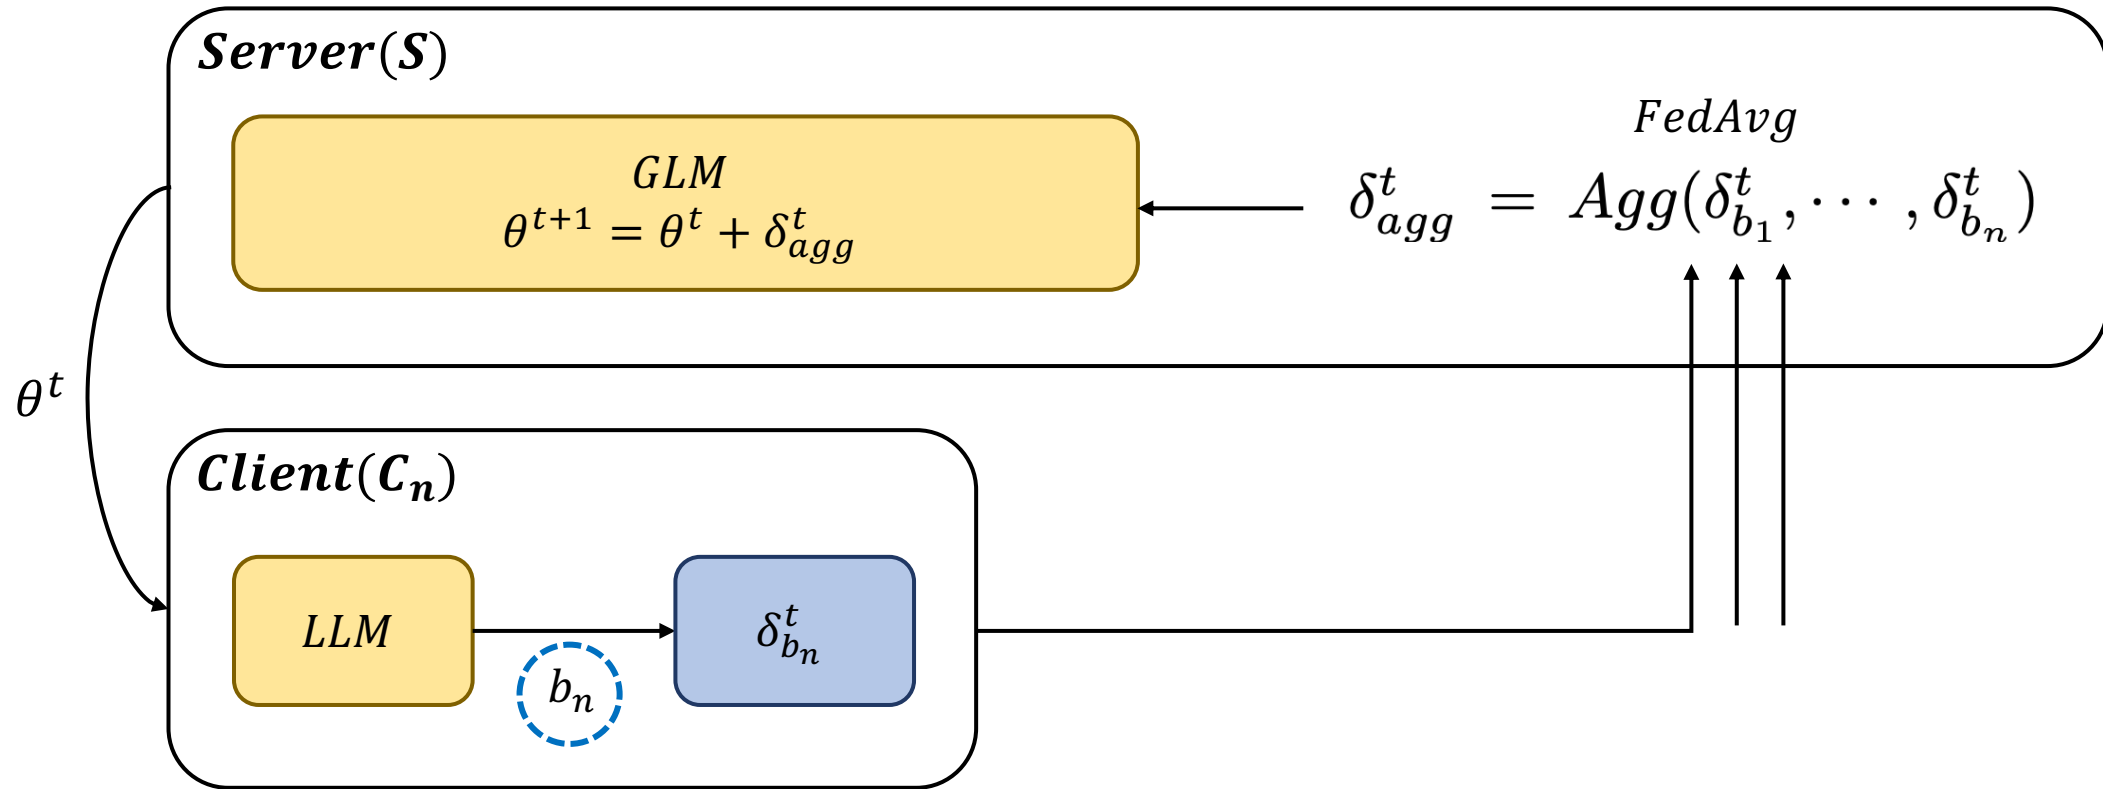 Server(S)
FedAvg
GLM
θ^{t+1} = θ^t + δ^t_{agg}
δ^t_{agg} = Agg(δ^t_{b_1}, ⋯ , δ^t_{b_n})
θ^t
Client(C_n)
LLM
b_n
δ^t_{b_n}